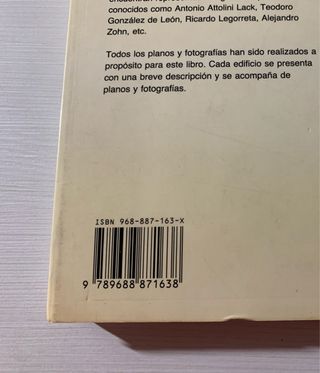 conocidos como Antonio Attolini Lack, Teodoro
González de León, Ricardo Legorreta, Alejandro
Zohn, etc.
Todos los planos y fotografías han sido realizados a
propósito para este libro. Cada edificio se presenta
con una breve descripción y se acompaña de
planos y fotografías.
ISBN 968-887-163-X
9 789688 871638